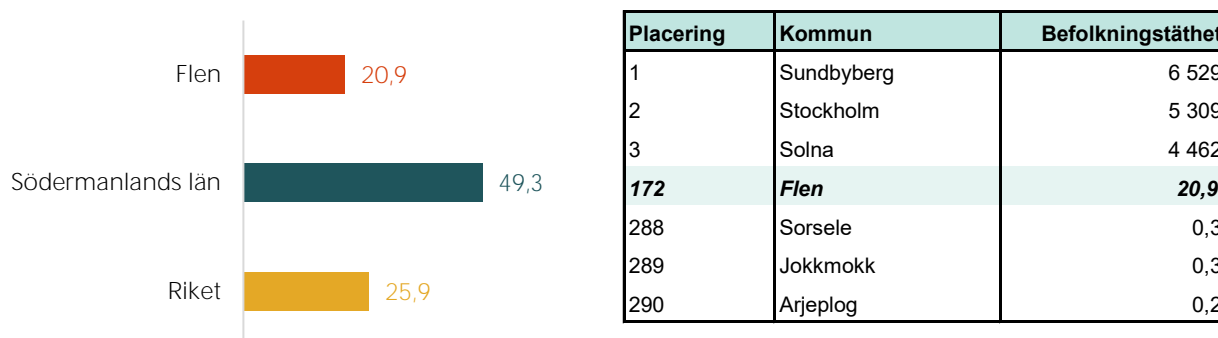 Flen 20,9
Södermanlands län 49,3
Riket 25,9
Placering Kommun Befolkningstäthet
1 Sundbyberg 6 529
2 Stockholm 5 309
3 Solna 4 462
172 Flen 20,9
288 Sorsele 0,3
289 Jokkmokk 0,3
290 Arjeplog 0,2